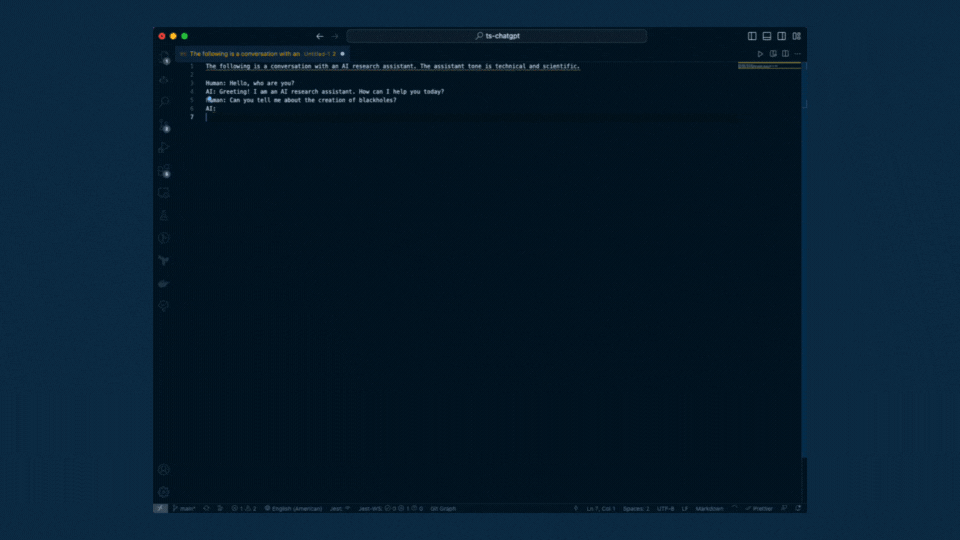 ts-chatgpt
The following is a conversation with an Untitled-1 2
1 The following is a conversation with an AI research assistant. The assistant tone is technical and scientific.
2
3 Human: Hello, who are you?
4 AI: Greeting! I am an AI research assistant. How can I help you today?
5 Human: Can you tell me about the creation of blackholes?
6 AI:
7
main* 1 2 English (American) Jest: Jest-WS: 0 1 0 Git Graph Ln 7, Col 1 Spaces: 2 UTF-8 LF Markdown Prettier